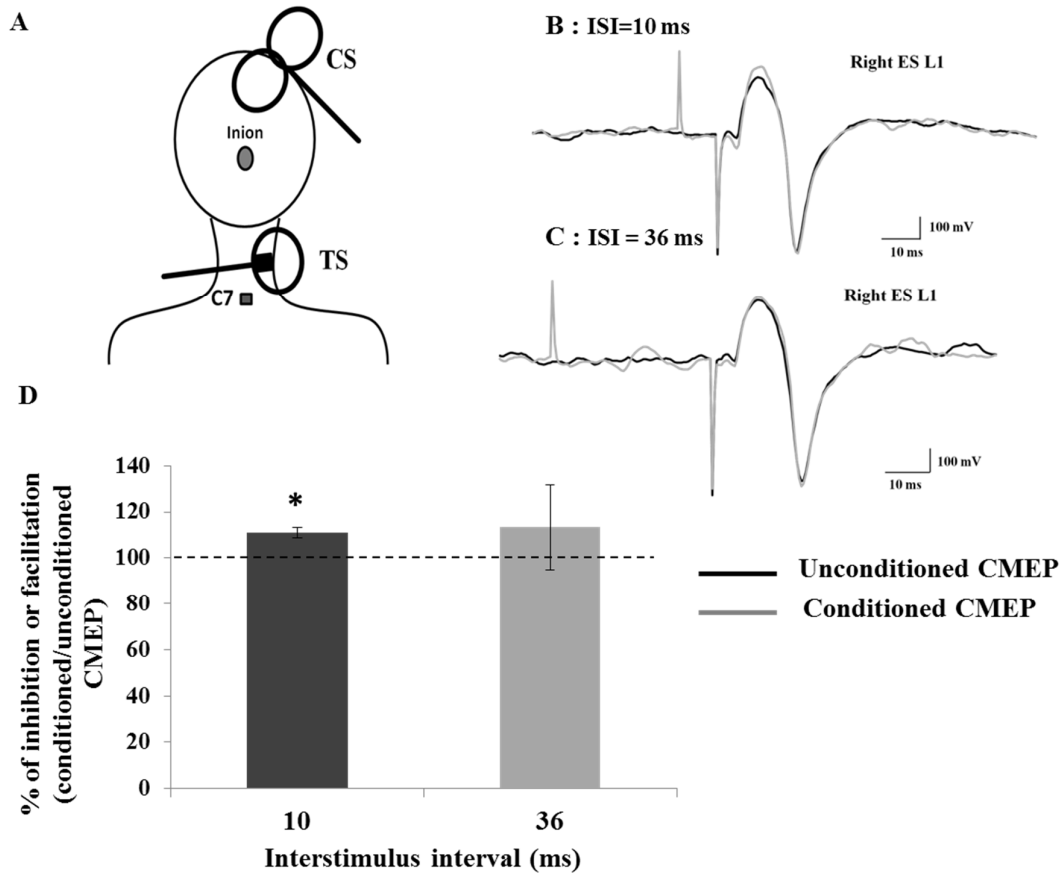 A
CS
Inion
TS
C7
B : ISI=10 ms
Right ES L1
100 mV
10 ms
C : ISI = 36 ms
Right ES L1
100 mV
10 ms
D
% of inhibition or facilitation
(conditioned/unconditioned
CMEP)
140
120
100
80
60
40
20
0
*
10
36
Interstimulus interval (ms)
Unconditioned CMEP
Conditioned CMEP